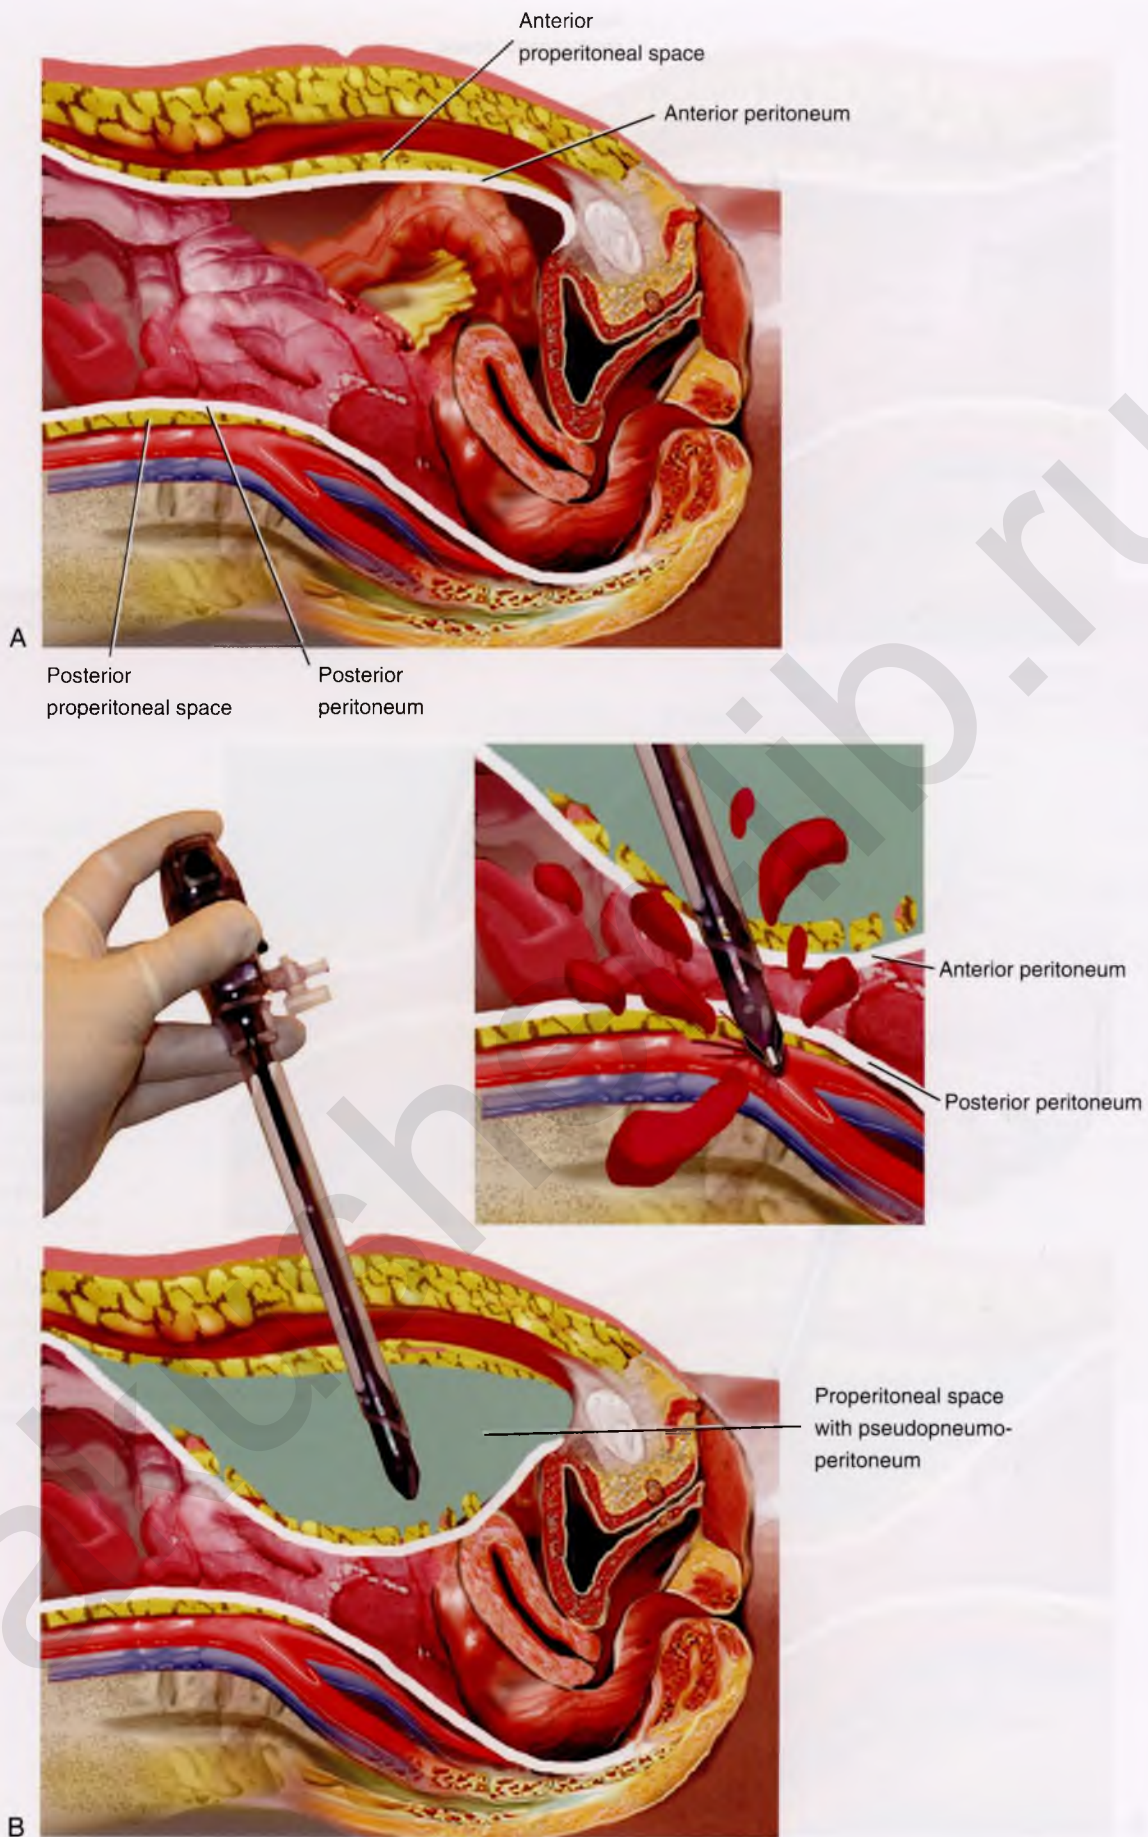 Anterior
properitoneal space
Anterior peritoneum
A
Posterior
properitoneal space
Posterior
peritoneum
Anterior peritoneum
Posterior peritoneum
Properitoneal space
with pseudopneumo-
peritoneum
B